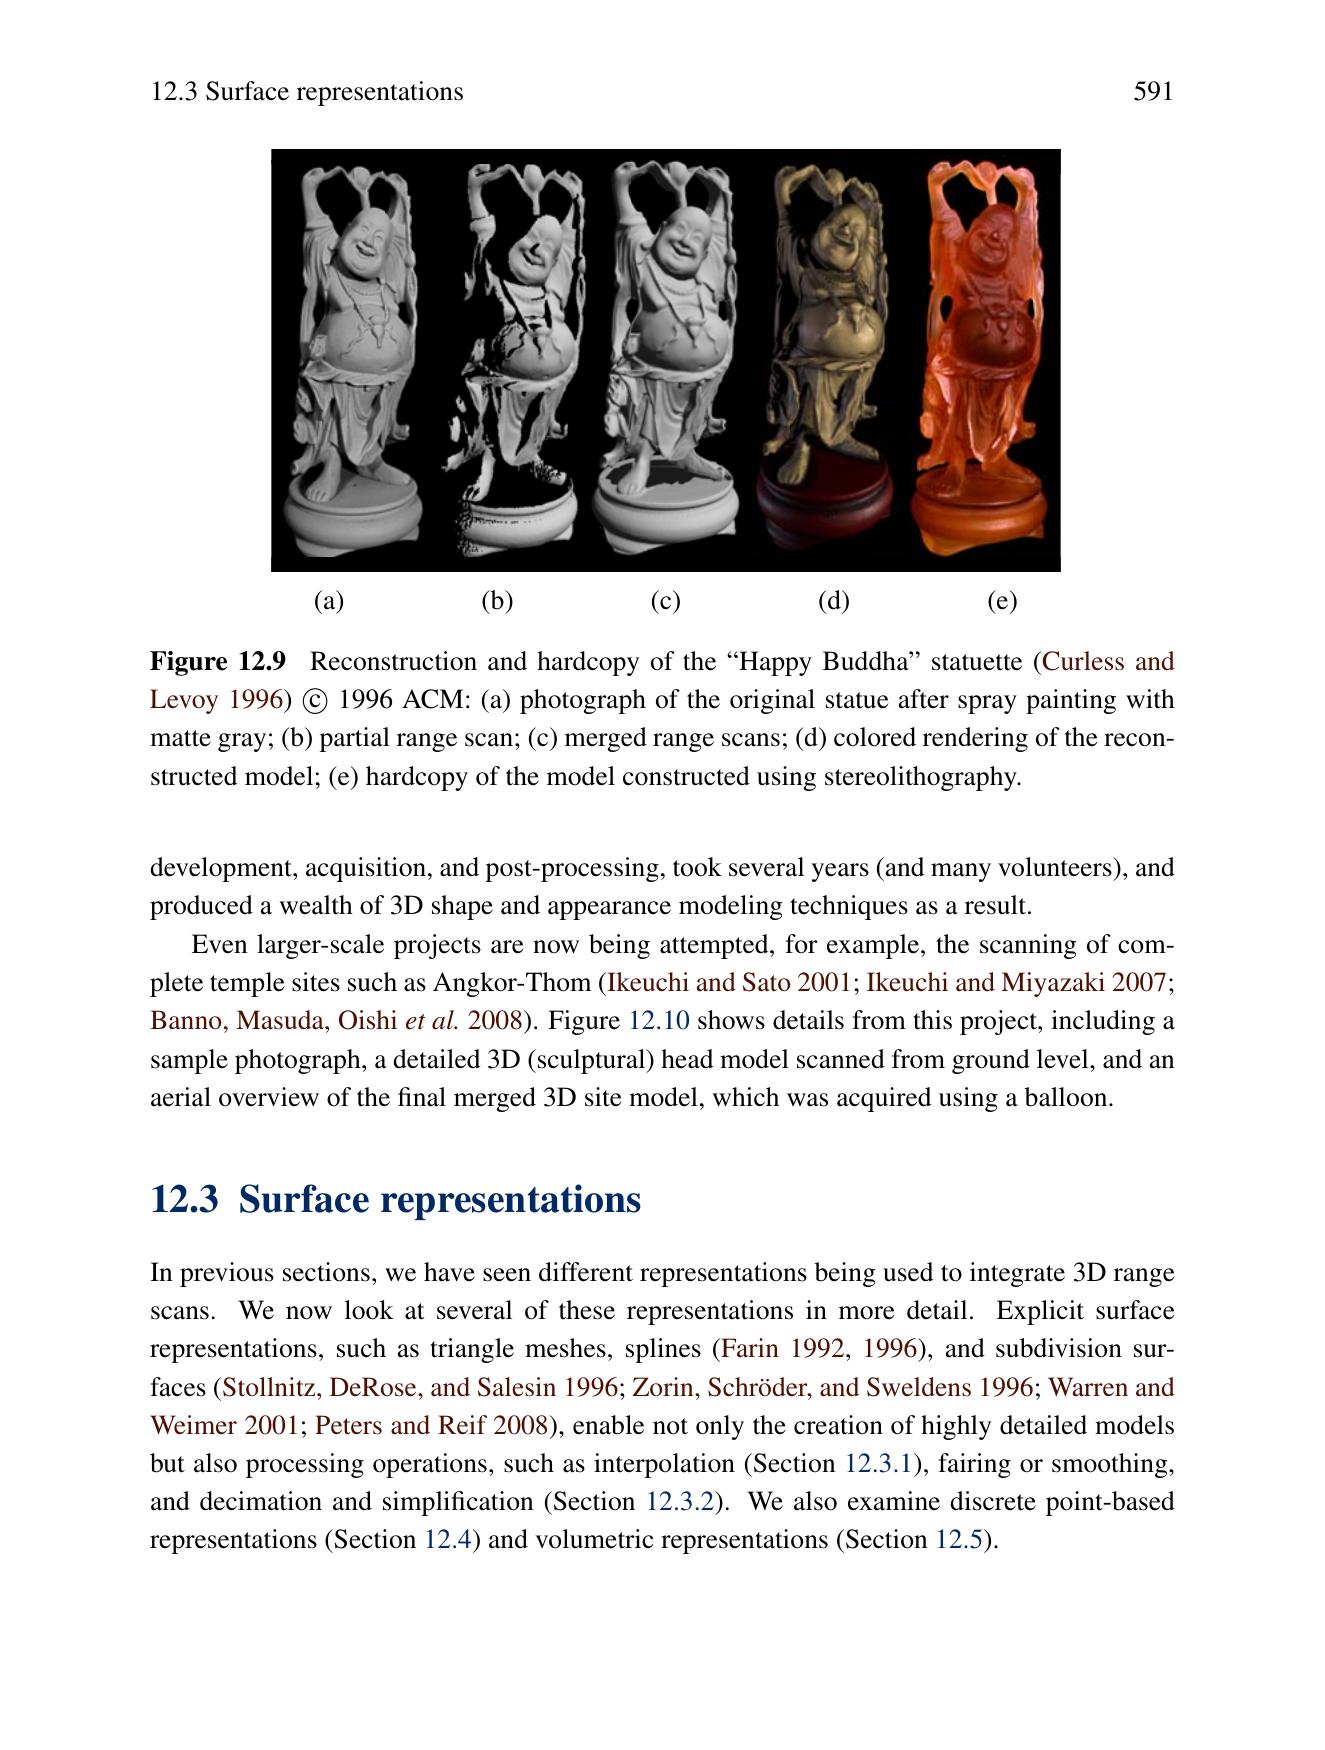 12.3 Surface representations 591
(a) (b) (c) (d) (e)
Figure 12.9 Reconstruction and hardcopy of the “Happy Buddha” statuette (Curless and
Levoy 1996) © 1996 ACM: (a) photograph of the original statue after spray painting with
matte gray; (b) partial range scan; (c) merged range scans; (d) colored rendering of the recon-
structed model; (e) hardcopy of the model constructed using stereolithography.
development, acquisition, and post-processing, took several years (and many volunteers), and
produced a wealth of 3D shape and appearance modeling techniques as a result.
Even larger-scale projects are now being attempted, for example, the scanning of com-
plete temple sites such as Angkor-Thom (Ikeuchi and Sato 2001; Ikeuchi and Miyazaki 2007;
Banno, Masuda, Oishi et al. 2008). Figure 12.10 shows details from this project, including a
sample photograph, a detailed 3D (sculptural) head model scanned from ground level, and an
aerial overview of the final merged 3D site model, which was acquired using a balloon.
12.3 Surface representations
In previous sections, we have seen different representations being used to integrate 3D range
scans. We now look at several of these representations in more detail. Explicit surface
representations, such as triangle meshes, splines (Farin 1992, 1996), and subdivision sur-
faces (Stollnitz, DeRose, and Salesin 1996; Zorin, Schröder, and Sweldens 1996; Warren and
Weimer 2001; Peters and Reif 2008), enable not only the creation of highly detailed models
but also processing operations, such as interpolation (Section 12.3.1), fairing or smoothing,
and decimation and simplification (Section 12.3.2). We also examine discrete point-based
representations (Section 12.4) and volumetric representations (Section 12.5).